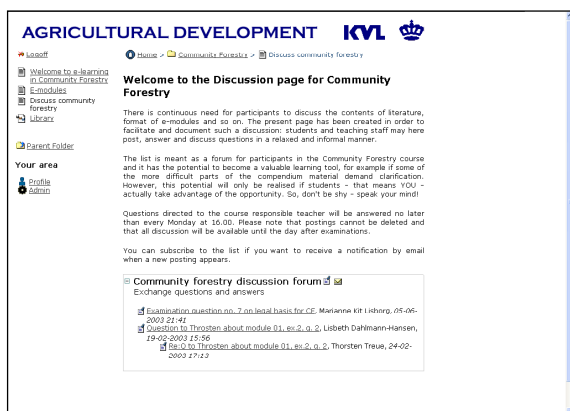 AGRICULTURAL DEVELOPMENT KVL
Logoff
Home > Community Forestry > Discuss community forestry
Welcome to e-learning
in Community Forestry
E-modules
Discuss community
forestry
Library
Parent Folder
Your area
Profile
Admin
Welcome to the Discussion page for Community
Forestry
There is continuous need for participants to discuss the contents of literature,
format of e-modules and so on. The present page has been created in order to
facilitate and document such a discussion: students and teaching staff may here
post, answer and discuss questions in a relaxed and informal manner.
The list is meant as a forum for participants in the Community Forestry course
and it has the potential to become a valuable learning tool, for example if some of
the more difficult parts of the compendium material demand clarification.
However, this potential will only be realised if students - that means YOU -
actually take advantage of the opportunity. So, don't be shy - speak your mind!
Questions directed to the course responsible teacher will be answered no later
than every Monday at 16.00. Please note that postings cannot be deleted and
that all discussion will be available until the day after examinations.
You can subscribe to the list if you want to receive a notification by email
when a new posting appears.
Community forestry discussion forum
Exchange questions and answers
Examination question no. 7 on legal basis for CF, Marianne Kit Lisborg, 05-06-
2003 21:41
Question to Throsten about module 01, ex.2, q. 2, Lisbeth Dahlmann-Hansen,
19-02-2003 15:56
Re:Q to Throsten about module 01, ex.2, q. 2, Thorsten Treue, 24-02-
2003 17:13